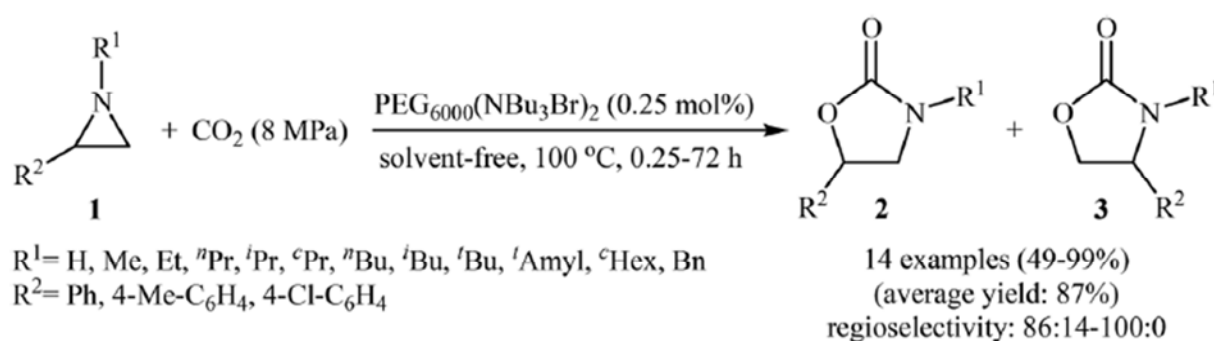 R¹
N
R²
1
+ CO₂ (8 MPa)
PEG₆₀₀₀(NBu₃Br)₂ (0.25 mol%)
solvent-free, 100 ºC, 0.25-72 h
O
O
N
R¹
R²
2
+
O
O
N
R¹
R²
3
R¹= H, Me, Et, ⁿPr, ⁱPr, ᶜPr, ⁿBu, ⁱBu, ᵗBu, ᵗAmyl, ᶜHex, Bn
R²= Ph, 4-Me-C₆H₄, 4-Cl-C₆H₄
14 examples (49-99%)
(average yield: 87%)
regioselectivity: 86:14-100:0